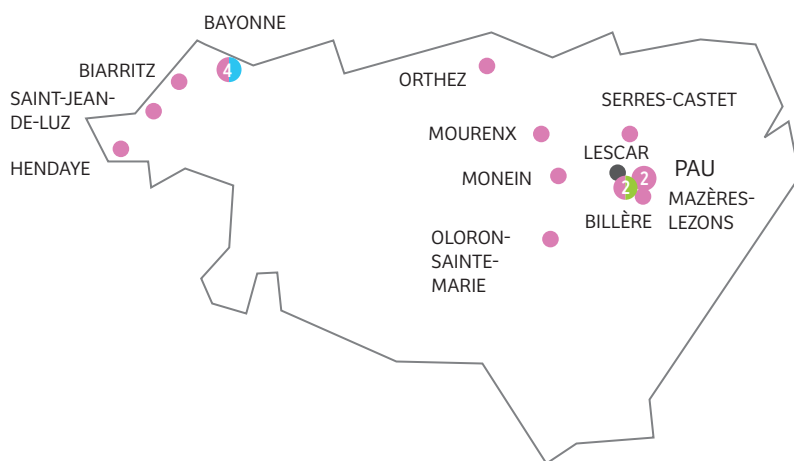 BAYONNE
4
BIARRITZ
SAINT-JEAN-
DE-LUZ
HENDAYE
ORTHEZ
SERRES-CASTET
MOURENX
LESCAR
MONEIN
2
PAU
2
MAZÈRES-
LEZONS
BILLÈRE
OLORON-
SAINTE-
MARIE